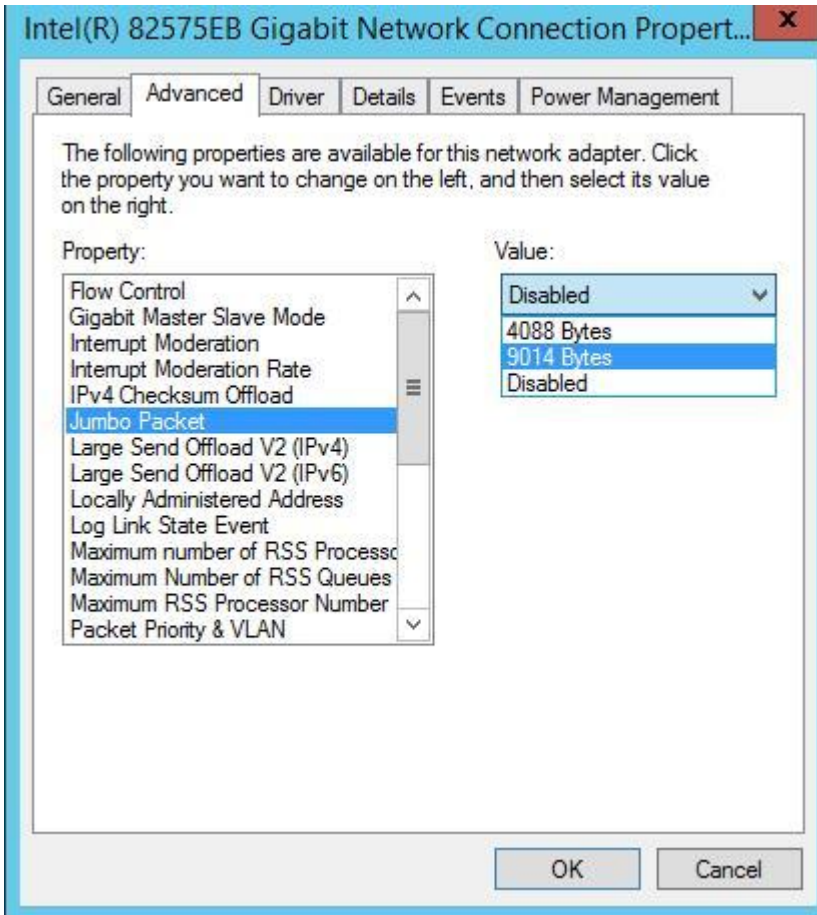 Intel(R) 82575EB Gigabit Network Connection Propert...
x
General Advanced Driver Details Events Power Management
The following properties are available for this network adapter. Click
the property you want to change on the left, and then select its value
on the right.
Property:
Value:
Flow Control
Gigabit Master Slave Mode
Interrupt Moderation
Interrupt Moderation Rate
IPv4 Checksum Offload
Jumbo Packet
Large Send Offload V2 (IPv4)
Large Send Offload V2 (IPv6)
Locally Administered Address
Log Link State Event
Maximum number of RSS Processo
Maximum Number of RSS Queues
Maximum RSS Processor Number
Packet Priority & VLAN
Disabled
4088 Bytes
9014 Bytes
Disabled
OK Cancel